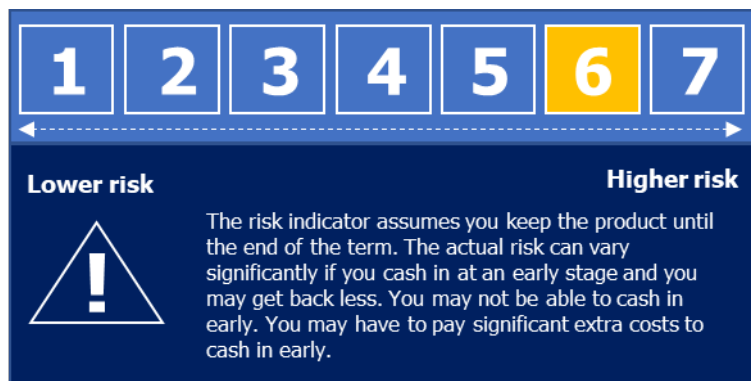 1 2 3 4 5 6 7
Lower risk
Higher risk
!
The risk indicator assumes you keep the product until
the end of the term. The actual risk can vary
significantly if you cash in at an early stage and you
may get back less. You may not be able to cash in
early. You may have to pay significant extra costs to
cash in early.